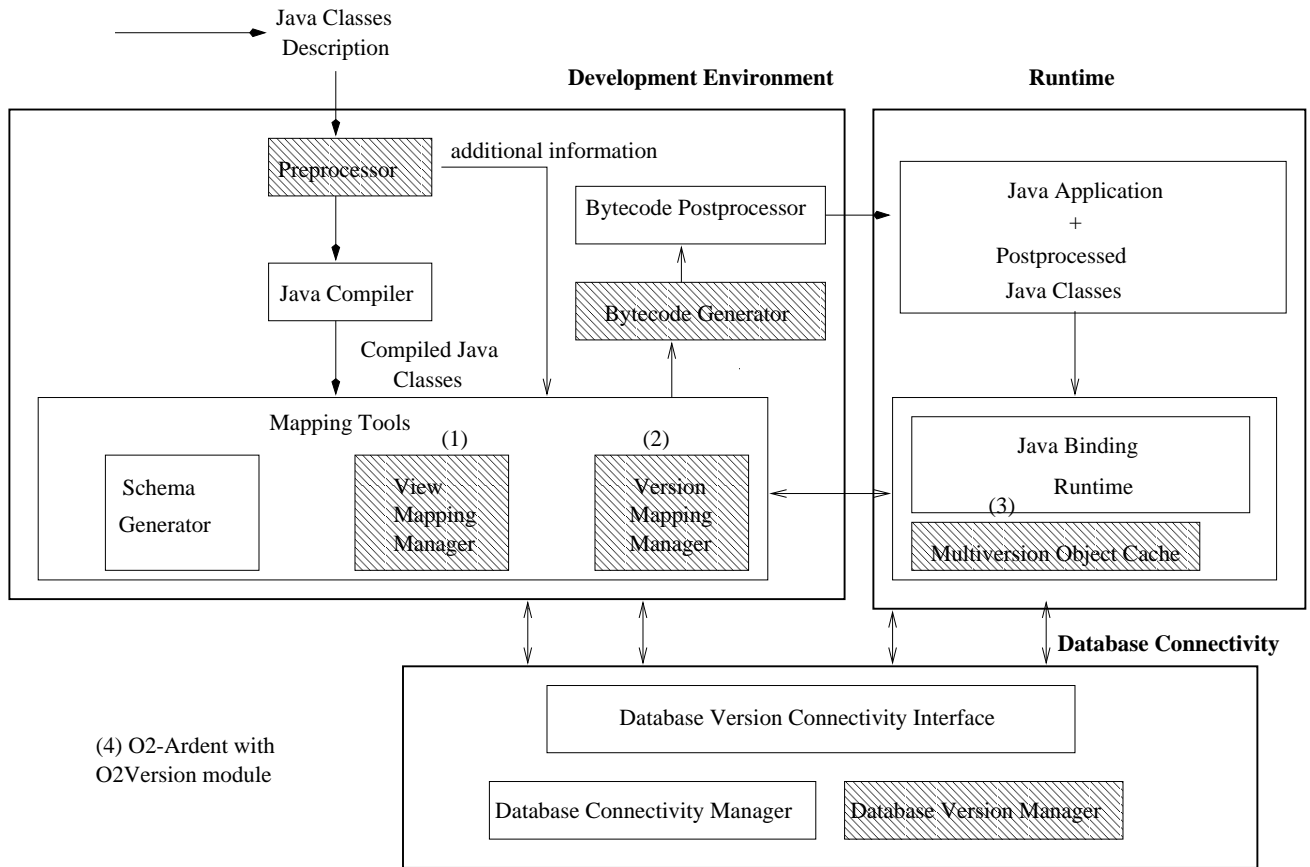 Java Classes
Description
Development Environment
Runtime
Preprocessor
additional information
Bytecode Postprocessor
Java Application
+
Postprocessed
Java Classes
Java Compiler
Bytecode Generator
Compiled Java
Classes
Mapping Tools
(1)
(2)
Schema
Generator
View
Mapping
Manager
Version
Mapping
Manager
Java Binding
Runtime
(3)
Multiversion Object Cache
Database Connectivity
Database Version Connectivity Interface
(4) O2-Ardent with
O2Version module
Database Connectivity Manager
Database Version Manager